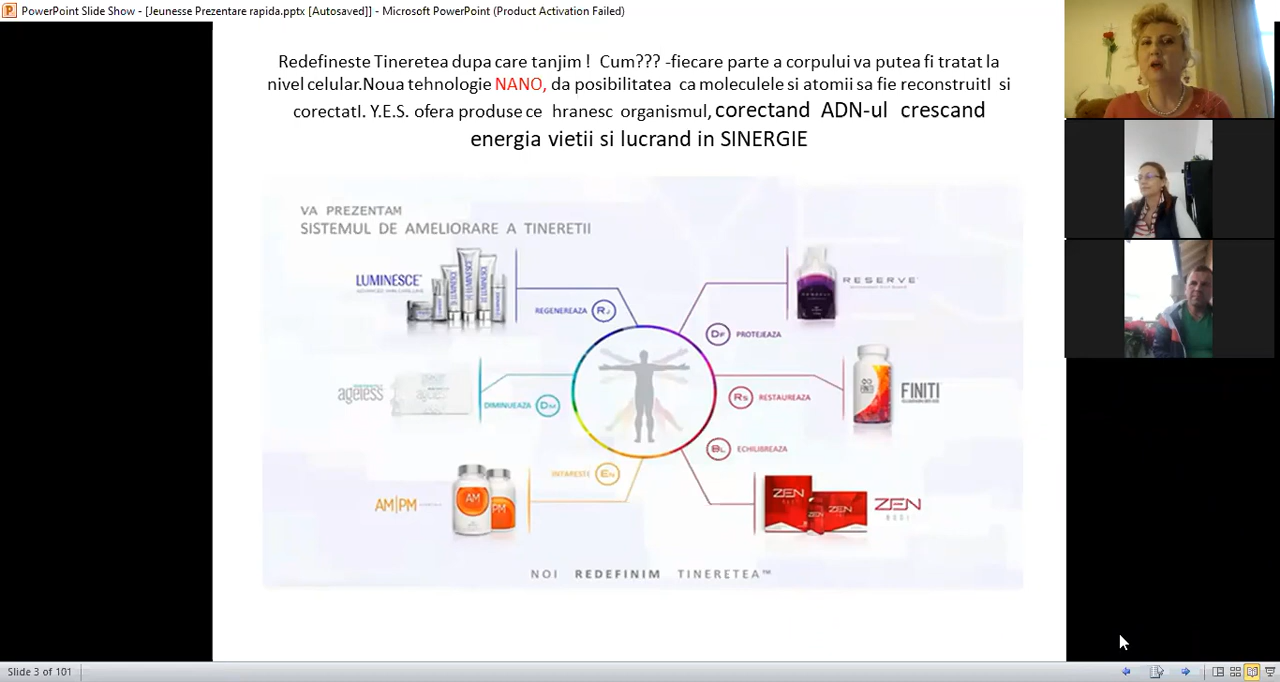 PowerPoint Slide Show - [Jeunesse Prezentare rapida.pptx [Autosaved]] - Microsoft PowerPoint (Product Activation Failed)
Redefineste Tineretea dupa care tanjim ! Cum??? -fiecare parte a corpului va putea fi tratat la
nivel celular.Noua tehnologie NANO, da posibilitatea ca moleculele si atomii sa fie reconstruitI si
corectatI. Y.E.S. ofera produse ce hranesc organismul, corectand ADN-ul crescand
energia vietii si lucrand in SINERGIE
VA PREZENTAM
SISTEMUL DE AMELIORARE A TINERETII
LUMINESCE
REGENEREAZA RJ
RESERVE
DF PROTEJEAZA
ageless
DIMINUEAZA DM
RS RESTAUREAZA
FINITI
BL ECHILIBREAZA
INTARESTE EN
AM|PM
AM
PM
ZEN
ZEN
ZEN
NOI REDEFINIM TINERETEA™
Slide 3 of 101